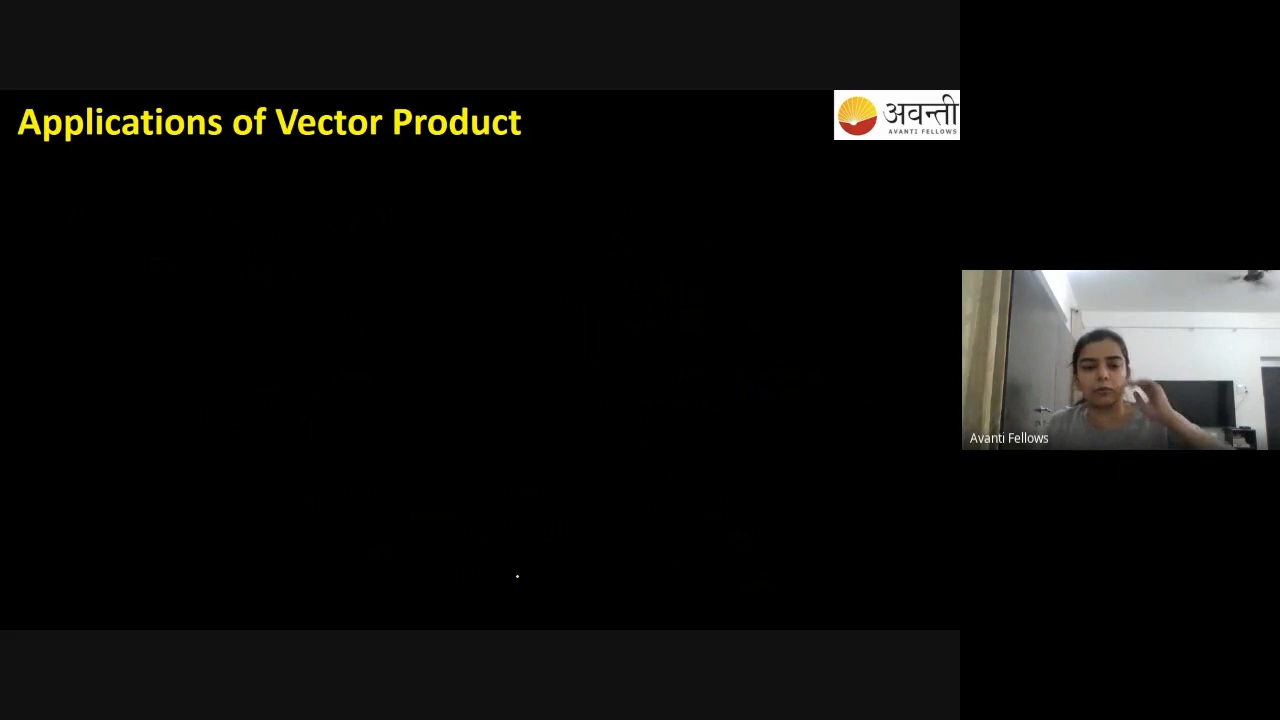 Applications of Vector Product
अवन्ती
AVANTI FELLOWS
Avanti Fellows